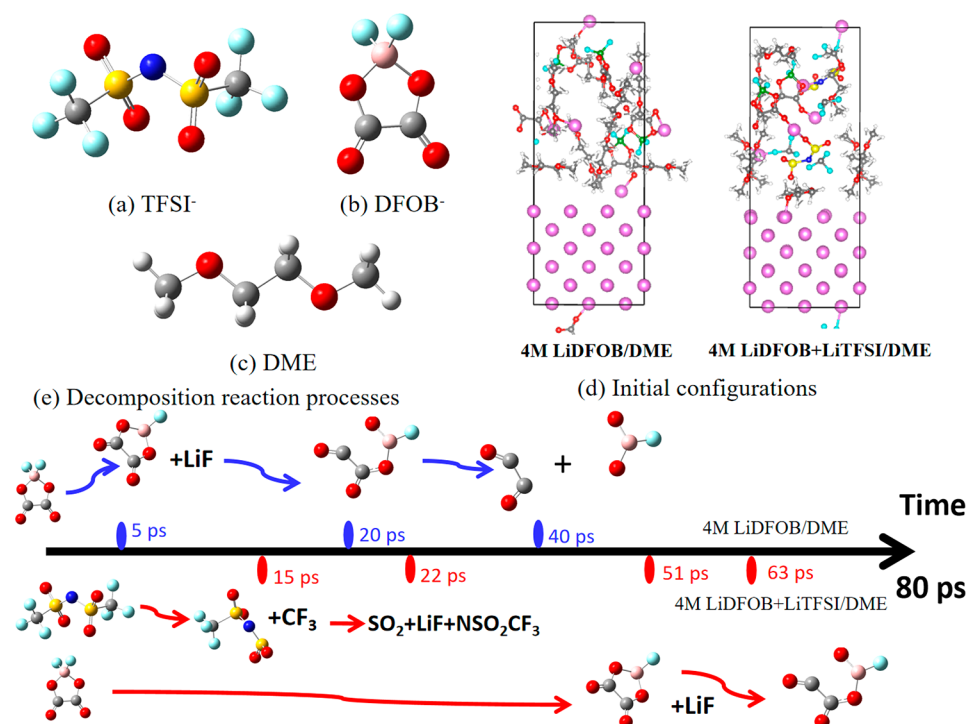 (a) TFSI-
(b) DFOB-
(c) DME
4M LiDFOB/DME
4M LiDFOB+LiTFSI/DME
(d) Initial configurations
(e) Decomposition reaction processes
+LiF
+
Time
5 ps
20 ps
40 ps
4M LiDFOB/DME
15 ps
22 ps
51 ps
63 ps
80 ps
4M LiDFOB+LiTFSI/DME
+CF₃
SO₂+LiF+NSO₂CF₃
+LiF